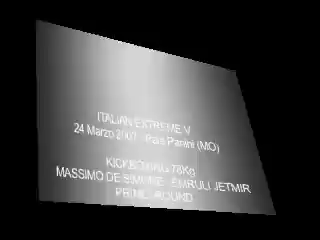 ITALIAN EXTREME V
24 Marzo 2007 - Pala Panini (MO)
KICKBOXING 78Kg
MASSIMO DE SIMONE - EMRULI JETMIR
PRIMO ROUND